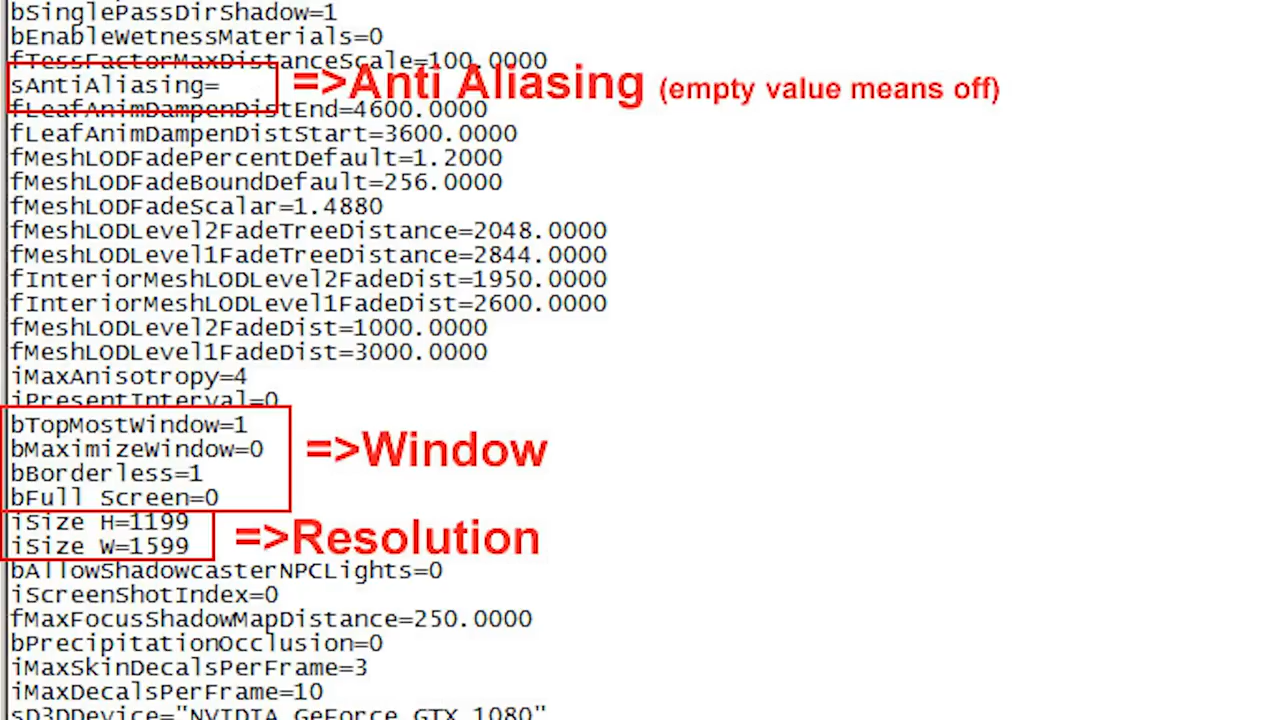 bSinglePassDirShadow=1
bEnableWetnessMaterials=0
fTessFactorMaxDistanceScale=100.0000
sAntiAliasing= =>Anti Aliasing (empty value means off)
fLeafAnimDampenDistEnd=4600.0000
fLeafAnimDampenDistStart=3600.0000
fMeshLODFadePercentDefault=1.2000
fMeshLODFadeBoundDefault=256.0000
fMeshLODFadeScalar=1.4880
fMeshLODLevel2FadeTreeDistance=2048.0000
fMeshLODLevel1FadeTreeDistance=2844.0000
fInteriorMeshLODLevel2FadeDist=1950.0000
fInteriorMeshLODLevel1FadeDist=2600.0000
fMeshLODLevel2FadeDist=1000.0000
fMeshLODLevel1FadeDist=3000.0000
iMaxAnisotropy=4
iPresentInterval=0
bTopMostWindow=1
bMaximizeWindow=0 =>Window
bBorderless=1
bFull Screen=0
iSize H=1199
iSize W=1599 =>Resolution
bAllowShadowcasterNPCLights=0
iScreenShotIndex=0
fMaxFocusShadowMapDistance=250.0000
bPrecipitationOcclusion=0
iMaxSkinDecalsPerFrame=3
iMaxDecalsPerFrame=10
sD3DDevice="NVIDIA GeForce GTX 1080"